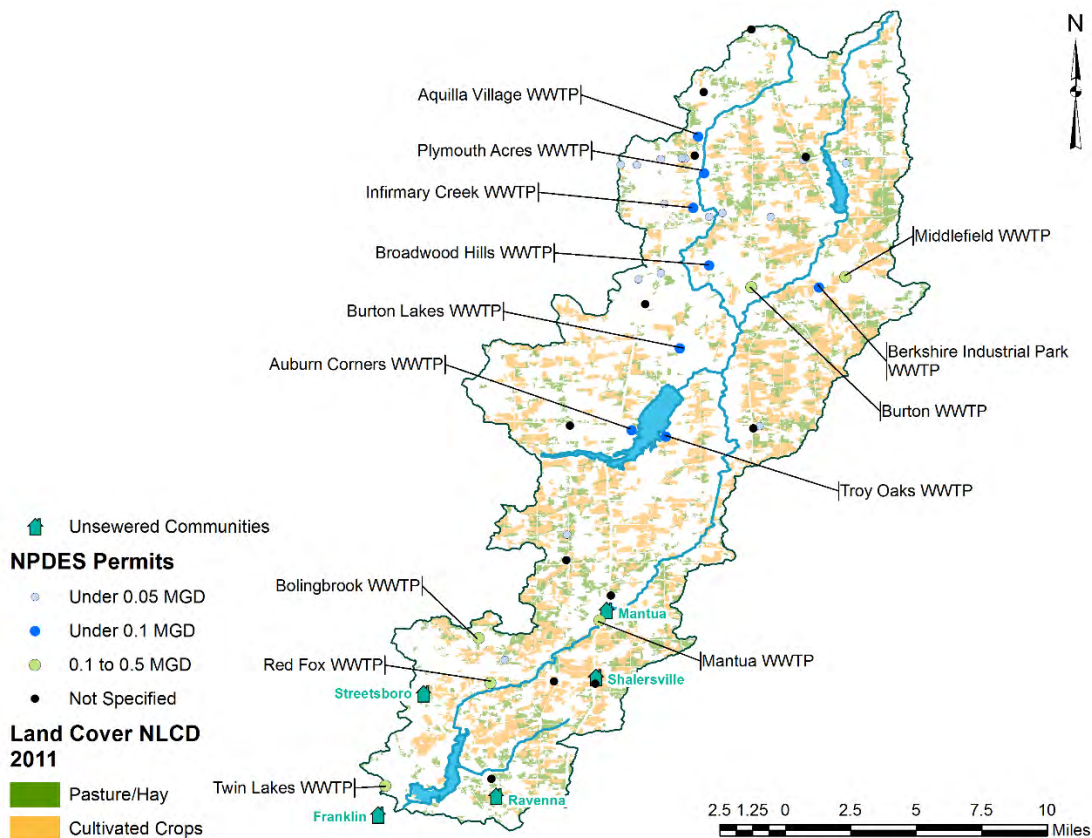 N
Aquilla Village WWTP
Plymouth Acres WWTP
Infirmary Creek WWTP
Middlefield WWTP
Broadwood Hills WWTP
Burton Lakes WWTP
Berkshire Industrial Park
WWTP
Auburn Corners WWTP
Burton WWTP
Troy Oaks WWTP
Unsewered Communities
NPDES Permits
Under 0.05 MGD
Under 0.1 MGD
0.1 to 0.5 MGD
Not Specified
Land Cover NLCD
2011
Pasture/Hay
Cultivated Crops
Bolingbrook WWTP
Mantua
Red Fox WWTP
Mantua WWTP
Shalersville
Streetsboro
Twin Lakes WWTP
Ravenna
Franklin
2.5 1.25 0 2.5 5 7.5 10
Miles